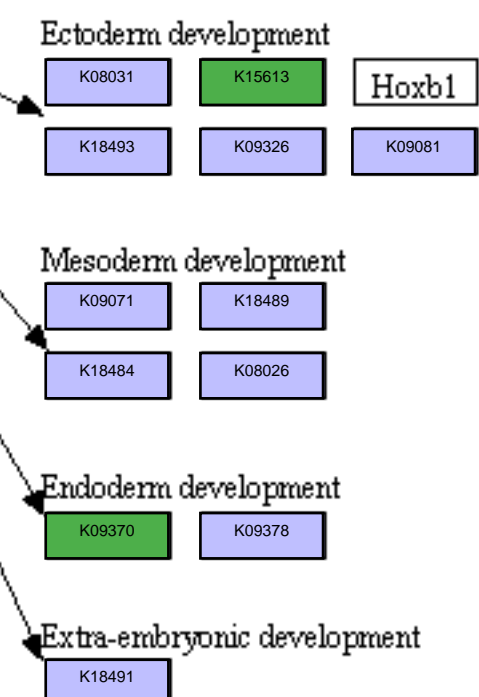 Ectoderm development
K08031 K15613 Hoxb1
K18493 K09326 K09081
Mesoderm development
K09071 K18489
K18484 K08026
Endoderm development
K09370 K09378
Extra-embryonic development
K18491